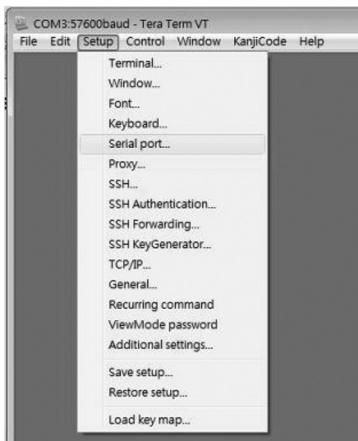 COM3:57600baud - Tera Term VT
File Edit Setup Control Window KanjiCode Help
Terminal...
Window...
Font...
Keyboard...
Serial port...
Proxy...
SSH...
SSH Authentication...
SSH Forwarding...
SSH KeyGenerator...
TCP/IP...
General...
Recurring command
ViewMode password
Additional settings...
Save setup...
Restore setup...
Load key map...